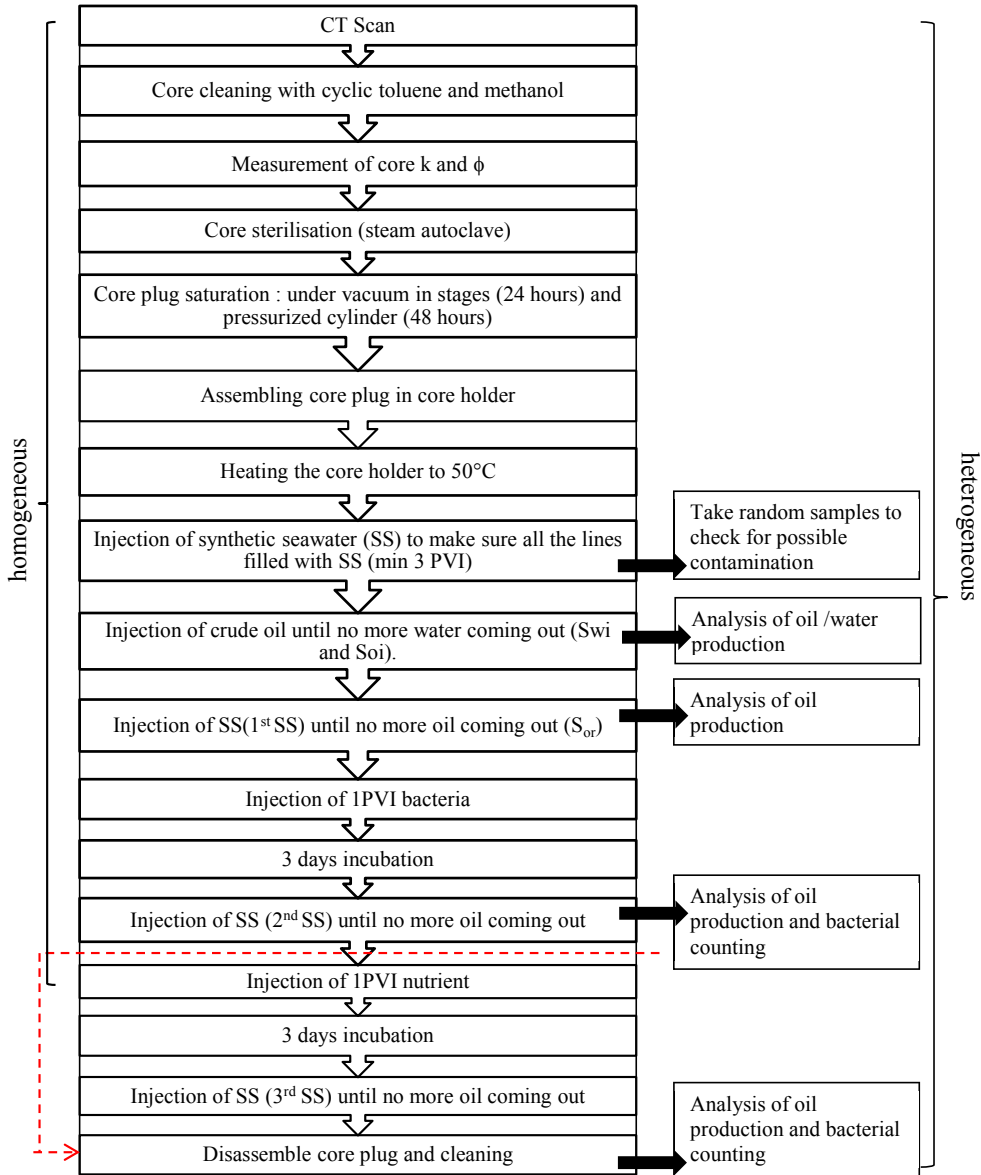 CT Scan
Core cleaning with cyclic toluene and methanol
Measurement of core k and ϕ
Core sterilisation (steam autoclave)
Core plug saturation : under vacuum in stages (24 hours) and
pressurized cylinder (48 hours)
Assembling core plug in core holder
Heating the core holder to 50°C
Injection of synthetic seawater (SS) to make sure all the lines
filled with SS (min 3 PVI)
Take random samples to
check for possible
contamination
Injection of crude oil until no more water coming out (Swi
and Soi).
Analysis of oil /water
production
Injection of SS(1st SS) until no more oil coming out (Sor)
Analysis of oil
production
Injection of 1PVI bacteria
3 days incubation
Injection of SS (2nd SS) until no more oil coming out
Analysis of oil
production and bacterial
counting
Injection of 1PVI nutrient
3 days incubation
Injection of SS (3rd SS) until no more oil coming out
Disassemble core plug and cleaning
Analysis of oil
production and bacterial
counting
homogeneous
heterogeneous